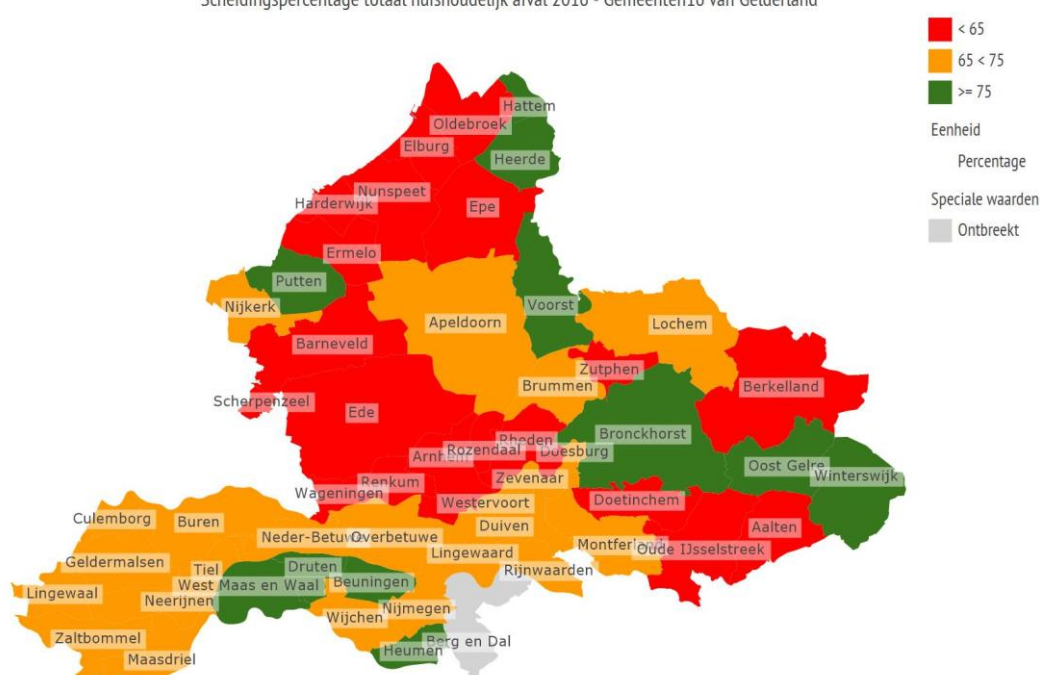 Scheidingspercentage totaal huishoudelijk afval 2016 - Gemeenten16 van Gelderland
< 65
65 < 75
>= 75
Eenheid
Percentage
Speciale waarden
Ontbreekt
Hattem
Oldebroek
Elburg
Heerde
Nunspeet
Harderwijk
Epe
Ermelo
Putten
Nijkerk
Voorst
Apeldoorn
Lochem
Barneveld
Zutphen
Brummen
Berkelland
Scherpenzeel
Ede
Bronckhorst
Rheden
Rozendaal
Doesburg
Arnhem
Oost Gelre
Winterswijk
Zevenaar
Renkum
Wageningen
Doetinchem
Westervoort
Culemborg
Buren
Duiven
Aalten
Neder-Betuwe
Overbetuwe
Montferland
Oude IJsselstreek
Lingewaard
Geldermalsen
Druten
Tiel
Rijnwaarden
Beuningen
West Maas en Waal
Lingewaal
Neerijnen
Nijmegen
Wijchen
Zaltbommel
Berg en Dal
Heumen
Maasdriel